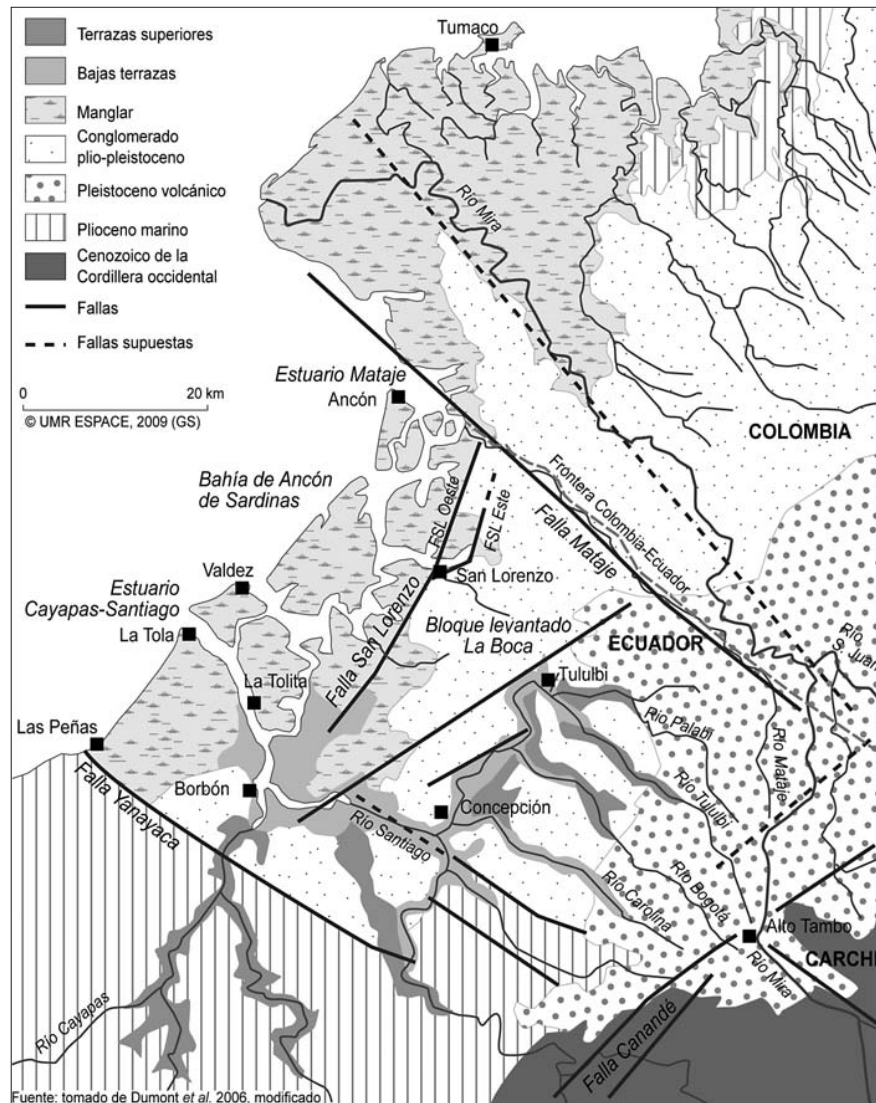 Terrazas superiores
Bajas terrazas
Manglar
Conglomerado
plio-pleistoceno
Pleistoceno volcánico
Plioceno marino
Cenozoico de la
Cordillera occidental
Fallas
Fallas supuestas
0 20 km
© UMR ESPACE, 2009 (GS)
Tumaco
Río Mira
Estuario Mataje
Ancón
COLOMBIA
Bahía de Ancón
de Sardinas
Frontera Colombia-Ecuador
Falla Mataje
FSL Oeste
FSL Este
San Lorenzo
Falla San Lorenzo
Valdez
Estuario
Cayapas-Santiago
La Tola
Bloque levantado
La Boca
ECUADOR
Río
S. Juan
La Tolita
Tululbi
Río Palabí
Río Mataje
Las Peñas
Falla Yanayaca
Borbón
Río Tululbi
Concepción
Río Santiago
Río Bogotá
Río Carolina
Alto Tambo
Río Mira
CARCHI
Río Cayapas
Falla Canandé
Fuente: tomado de Dumont et al. 2006, modificado